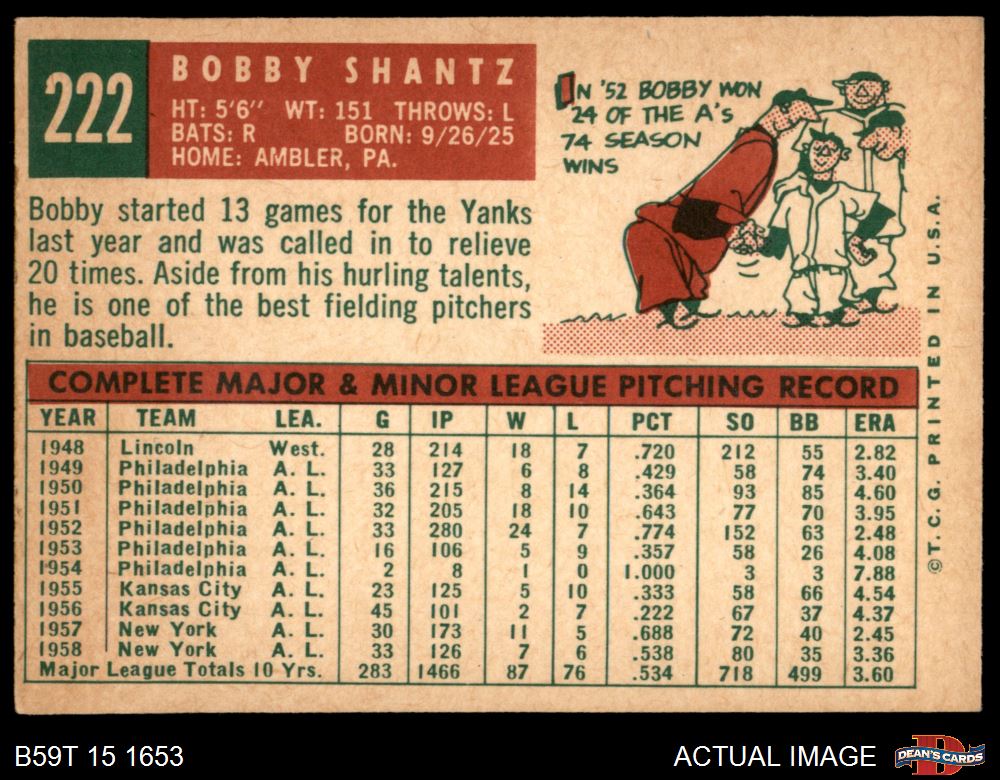 222
BOBBY SHANTZ
HT: 5'6" WT: 151 THROWS: L
BATS: R BORN: 9/26/25
HOME: AMBLER, PA.
IN '52 BOBBY WON
24 OF THE A's
74 SEASON
WINS
Bobby started 13 games for the Yanks
last year and was called in to relieve
20 times. Aside from his hurling talents,
he is one of the best fielding pitchers
in baseball.
COMPLETE MAJOR & MINOR LEAGUE PITCHING RECORD
YEAR TEAM LEA. G IP W L PCT SO BB ERA
1948 Lincoln West. 28 214 18 7 .720 212 55 2.82
1949 Philadelphia A. L. 33 127 6 8 .429 58 74 3.40
1950 Philadelphia A. L. 36 215 8 14 .364 93 85 4.60
1951 Philadelphia A. L. 32 205 18 10 .643 77 70 3.95
1952 Philadelphia A. L. 33 280 24 7 .774 152 63 2.48
1953 Philadelphia A. L. 16 106 5 9 .357 58 26 4.08
1954 Philadelphia A. L. 2 8 1 0 1.000 3 3 7.88
1955 Kansas City A. L. 23 125 5 10 .333 58 66 4.54
1956 Kansas City A. L. 45 101 2 7 .222 67 37 4.37
1957 New York A. L. 30 173 11 5 .688 72 40 2.45
1958 New York A. L. 33 126 7 6 .538 80 35 3.36
Major League Totals 10 Yrs. 283 1466 87 76 .534 718 499 3.60
© T. C. G. PRINTED IN U. S. A.
B59T 15 1653
ACTUAL IMAGE
D
DEAN'S CARDS